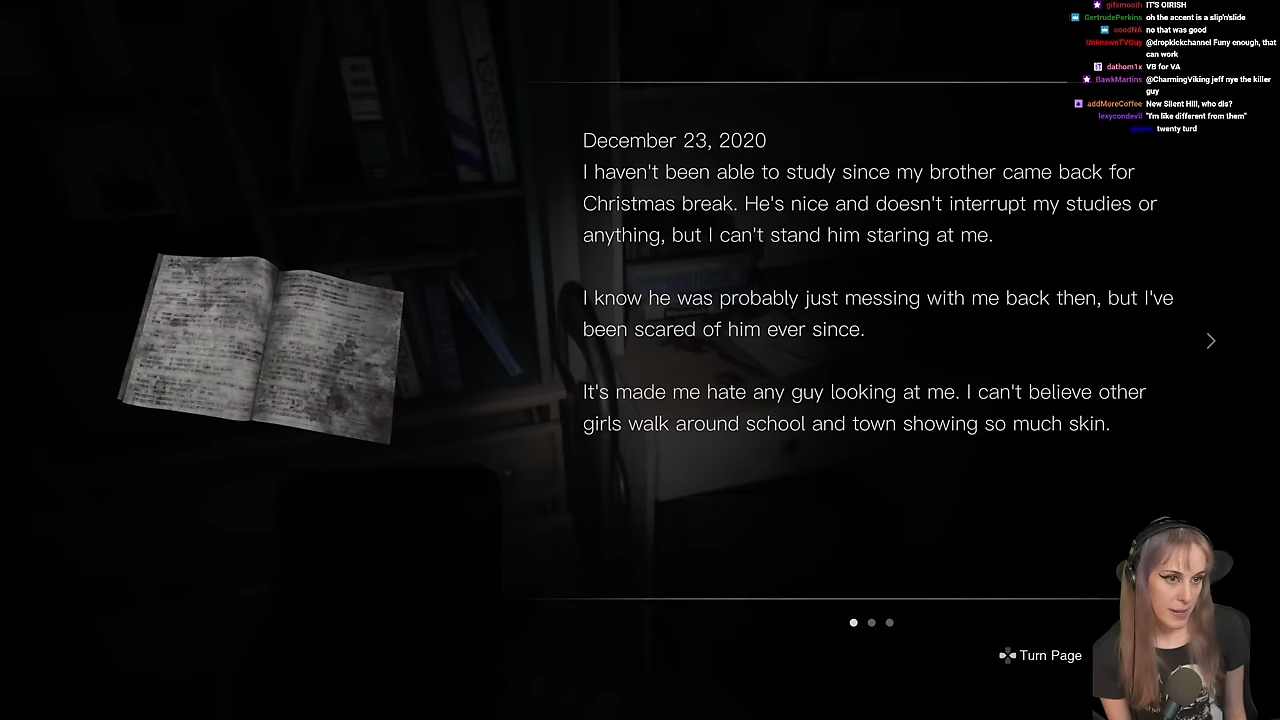 gifsmooth IT'S OIRISH
GertrudePerkins oh the accent is a slip'n'slide
no that was good
UnknownTVGuy @dropkickchannel Funy enough, that
can work
dathom1x VB for VA
BawkMartins @CharmingViking jeff nye the killer
guy
addMoreCoffee New Silent Hill, who dis?
lexycondevil "I'm like different from them"
twenty turd
December 23, 2020
I haven't been able to study since my brother came back for
Christmas break. He's nice and doesn't interrupt my studies or
anything, but I can't stand him staring at me.
I know he was probably just messing with me back then, but I've
been scared of him ever since.
It's made me hate any guy looking at me. I can't believe other
girls walk around school and town showing so much skin.
Turn Page